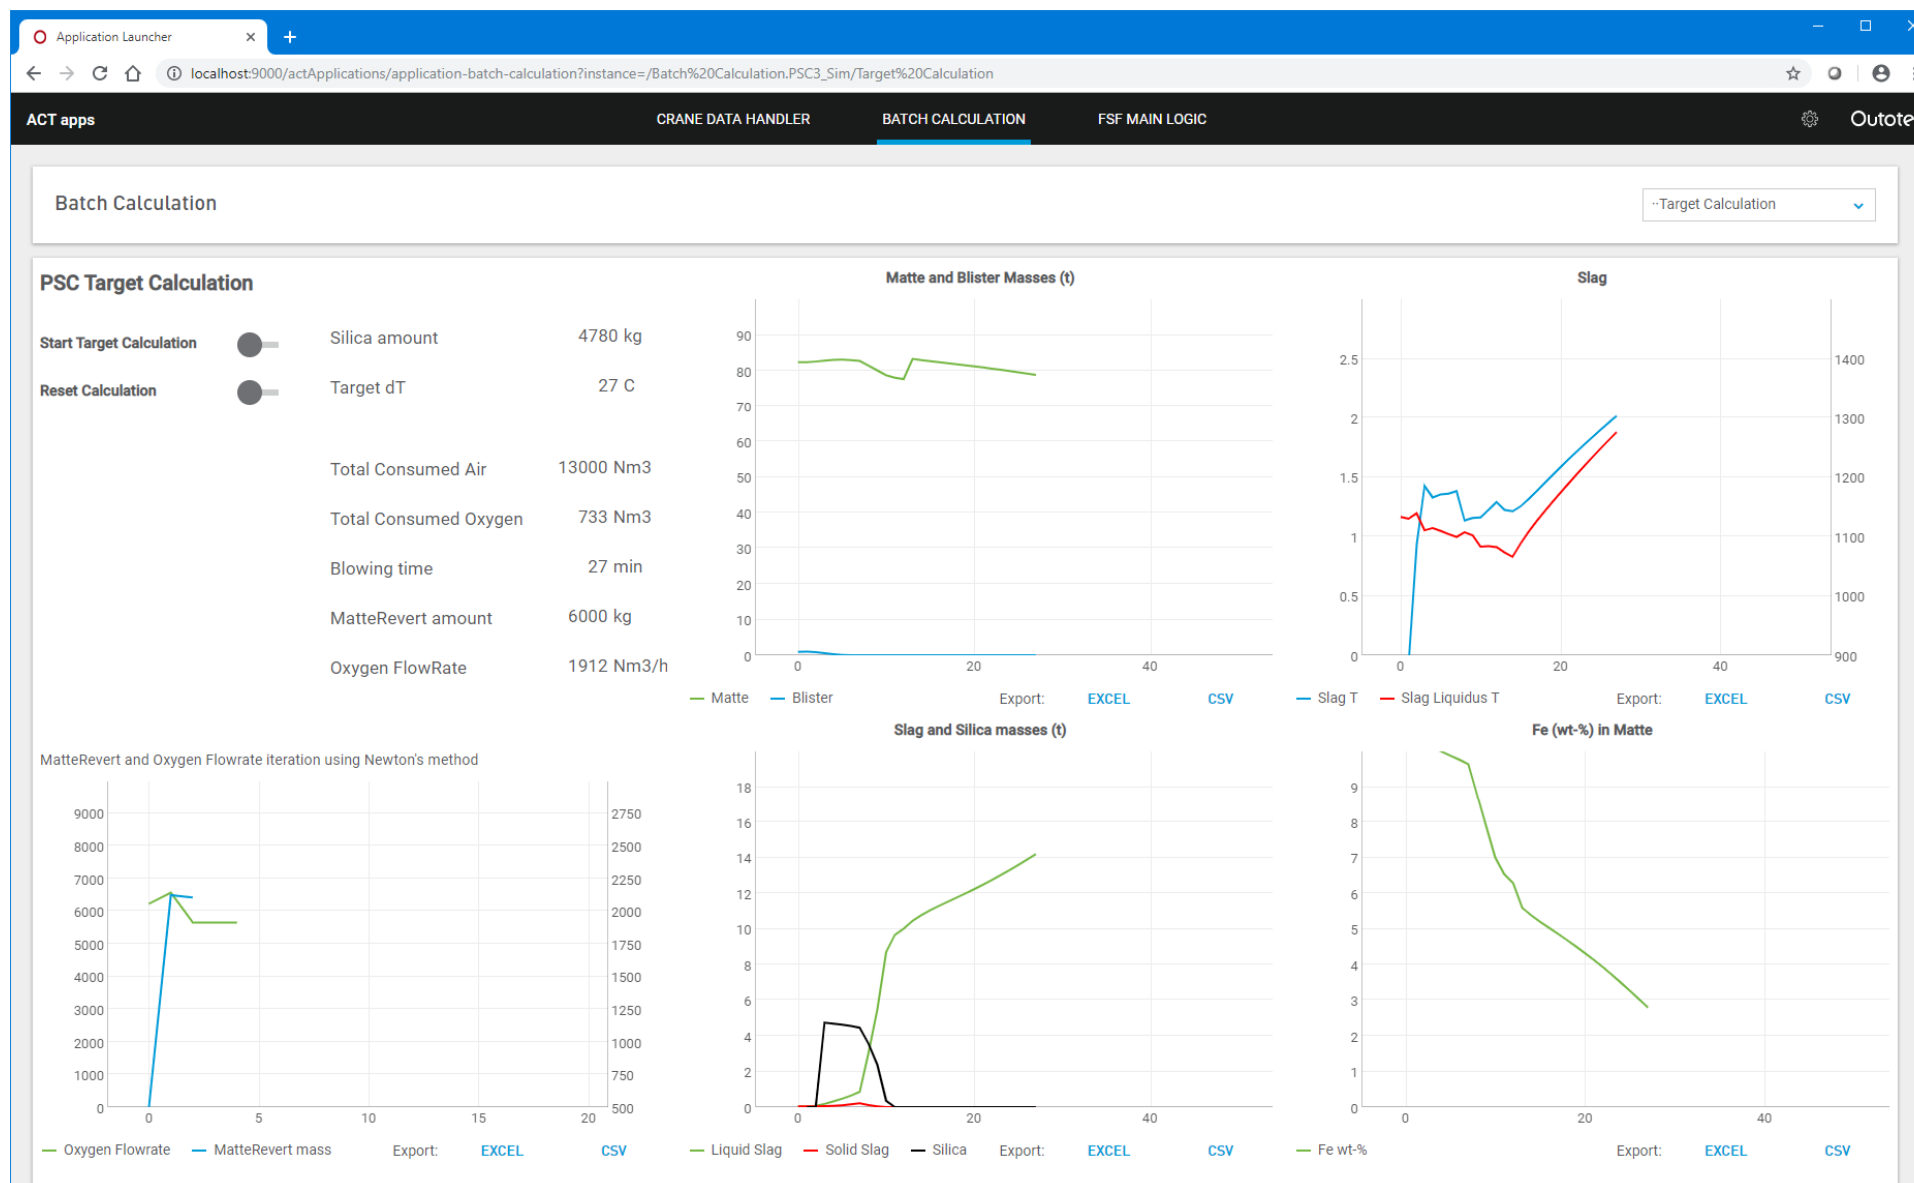 Application Launcher
localhost:9000/actApplications/application-batch-calculation?instance=/Batch%20Calculation.PSC3_Sim/Target%20Calculation
ACT apps CRANE DATA HANDLER BATCH CALCULATION FSF MAIN LOGIC Outote
Batch Calculation ··Target Calculation
PSC Target Calculation
Start Target Calculation
Reset Calculation
Silica amount 4780 kg
Target dT 27 C
Total Consumed Air 13000 Nm3
Total Consumed Oxygen 733 Nm3
Blowing time 27 min
MatteRevert amount 6000 kg
Oxygen FlowRate 1912 Nm3/h
Matte and Blister Masses (t)
90
80
70
60
50
40
30
20
10
0
0 20 40
Matte Blister Export: EXCEL CSV
Slag
2.5 1400
2 1300
1.5 1200
1 1100
0.5 1000
0 900
0 20 40
Slag T Slag Liquidus T Export: EXCEL CSV
MatteRevert and Oxygen Flowrate iteration using Newton's method
9000 2750
8000 2500
7000 2250
6000 2000
5000 1750
4000 1500
3000 1250
2000 1000
1000 750
0 500
0 5 10 15 20
Oxygen Flowrate MatteRevert mass Export: EXCEL CSV
Slag and Silica masses (t)
18
16
14
12
10
8
6
4
2
0
0 20 40
Liquid Slag Solid Slag Silica Export: EXCEL CSV
Fe (wt-%) in Matte
9
8
7
6
5
4
3
2
1
0
0 20 40
Fe wt-% Export: EXCEL CSV